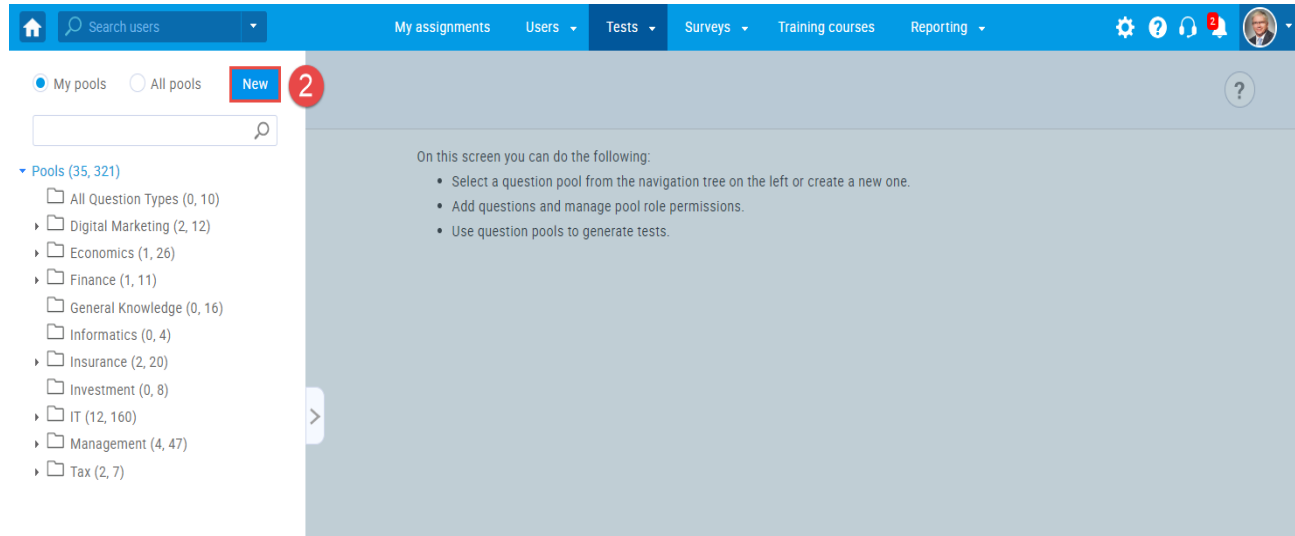 Search users
My assignments
Users
Tests
Surveys
Training courses
Reporting
?
2
My pools
All pools
New
2
?
Pools (35, 321)
All Question Types (0, 10)
Digital Marketing (2, 12)
Economics (1, 26)
Finance (1, 11)
General Knowledge (0, 16)
Informatics (0, 4)
Insurance (2, 20)
Investment (0, 8)
IT (12, 160)
Management (4, 47)
Tax (2, 7)
On this screen you can do the following:
• Select a question pool from the navigation tree on the left or create a new one.
• Add questions and manage pool role permissions.
• Use question pools to generate tests.